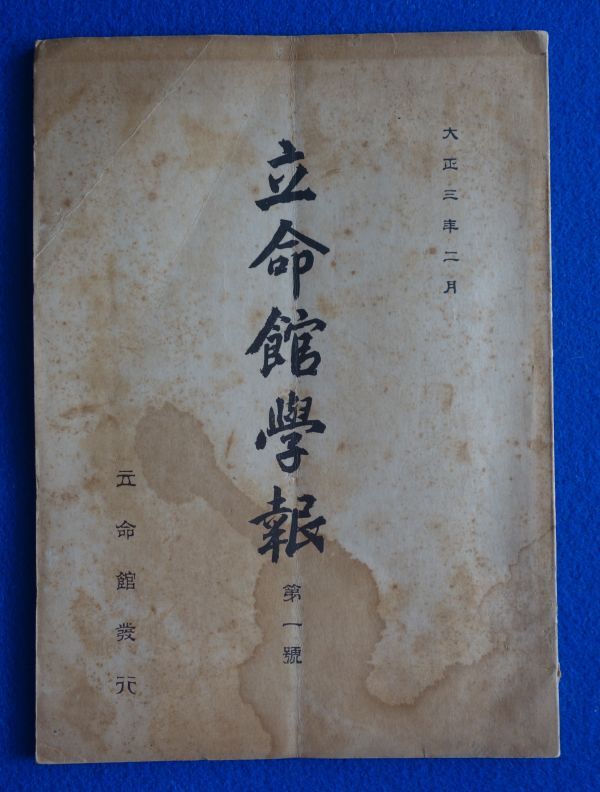 大正三年二月
立命館學報
第一號
立命館發行